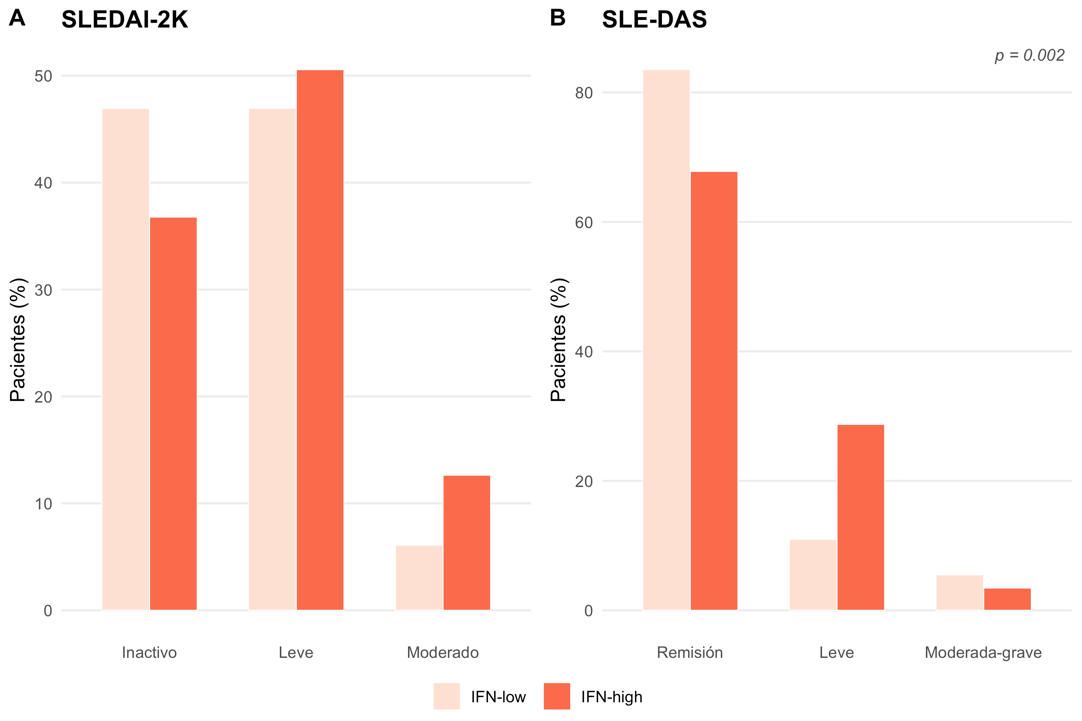 A SLEDAI-2K
Pacientes (%)
50
40
30
20
10
0
Inactivo Leve Moderado
B SLE-DAS
p = 0.002
Pacientes (%)
80
60
40
20
0
Remisión Leve Moderada-grave
IFN-low IFN-high